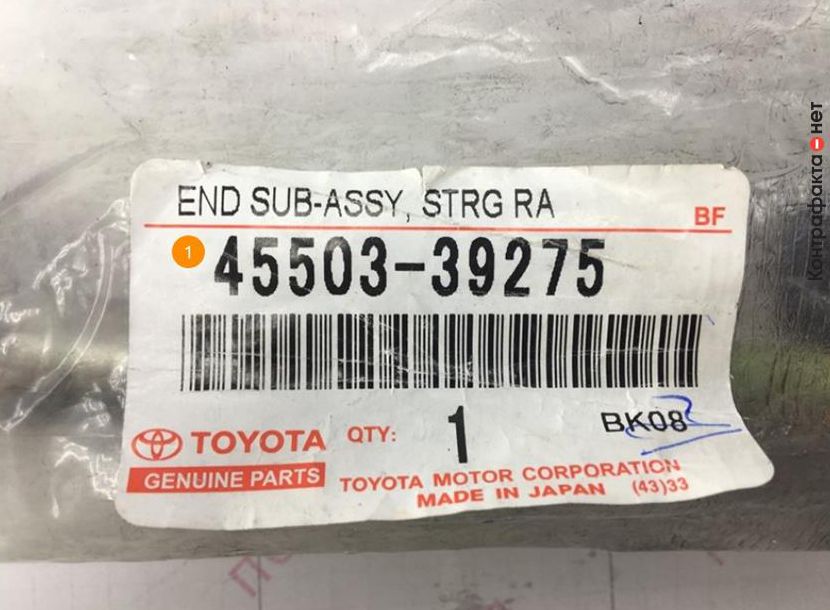 END SUB-ASSY, STRG RA
BF
1
45503-39275
TOYOTA
QTY:
1
BK08
GENUINE PARTS
TOYOTA MOTOR CORPORATION
MADE IN JAPAN (43)33
Контрафакта нет